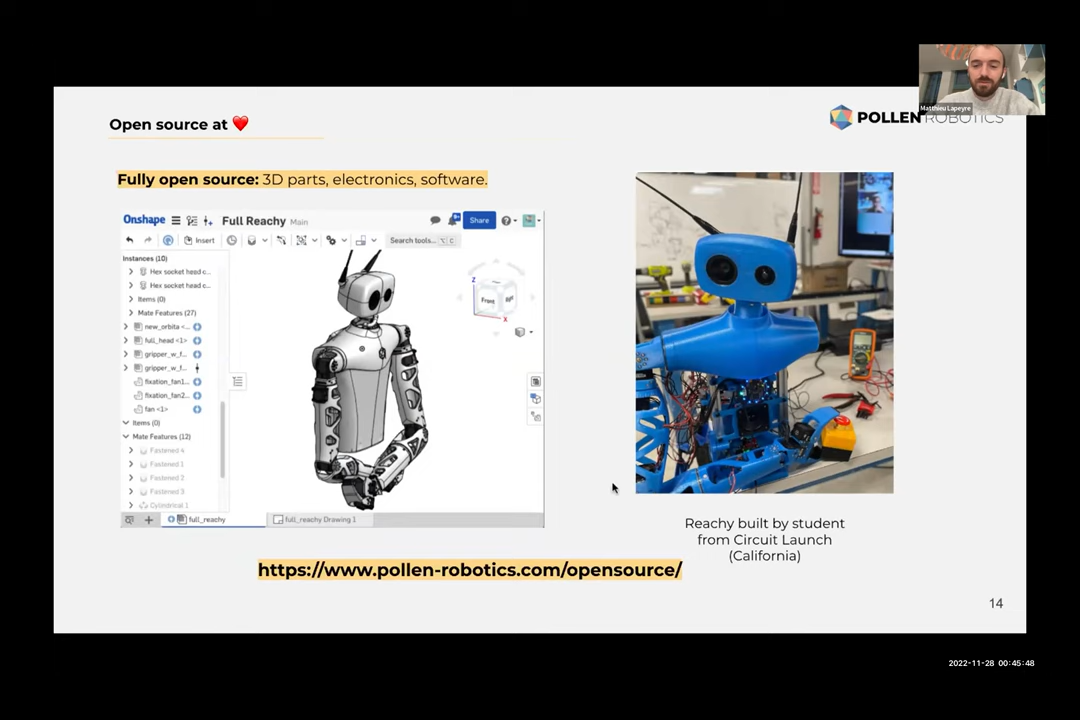 Matthieu Lapeyre
Open source at ❤️
POLLEN ROBOTICS
Fully open source: 3D parts, electronics, software.
Onshape Full Reachy Main Share
Insert Search tools... C
Instances (10)
Hex socket head c...
Hex socket head c...
Items (0)
Mate Features (27)
new_orbita <...
full_head <1>
gripper_w_f...
gripper_w_f...
fixation_fan1...
fixation_fan2...
fan <1>
Items (0)
Mate Features (12)
Fastened 4
Fastened 1
Fastened 2
Fastened 3
Cylindrical 1
Z
Front
X
full_reachy full_reachy Drawing 1
Reachy built by student
from Circuit Launch
(California)
https://www.pollen-robotics.com/opensource/
14
2022-11-28 00:45:48